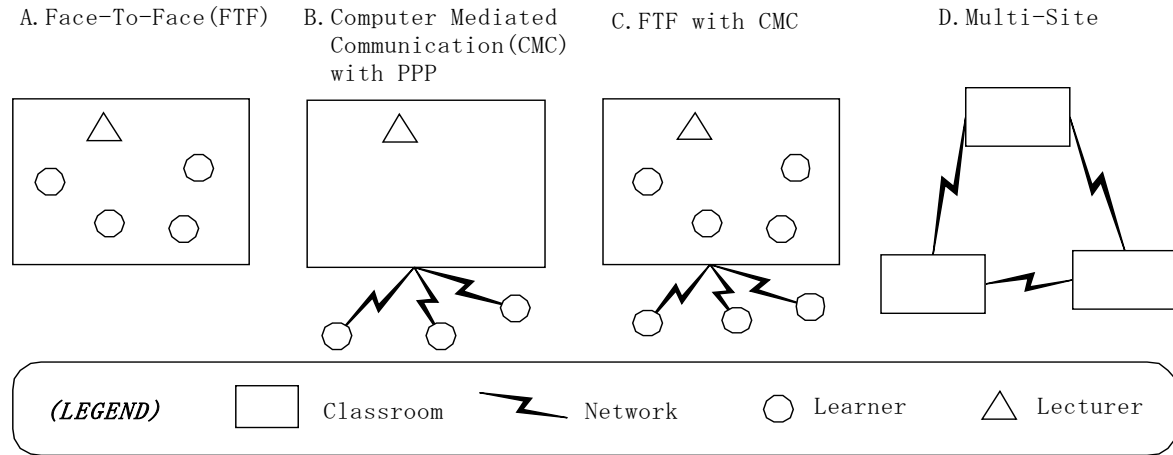 A.Face-To-Face(FTF)
B.Computer Mediated
Communication(CMC)
with PPP
C.FTF with CMC
D.Multi-Site
(LEGEND)
Classroom
Network
Learner
Lecturer